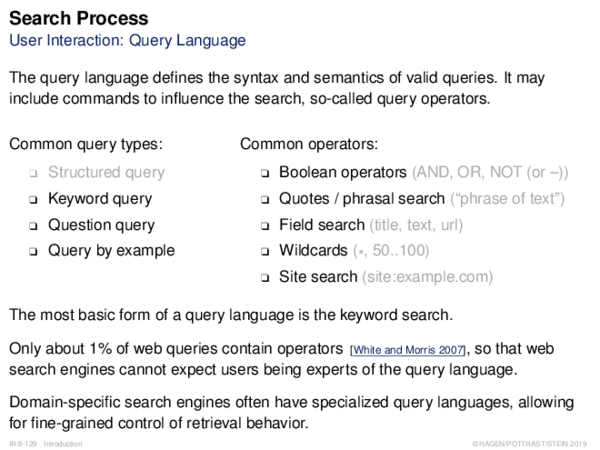 Search Process
User Interaction: Query Language
The query language defines the syntax and semantics of valid queries. It may
include commands to influence the search, so-called query operators.
Common query types:
❏ Structured query
❏ Keyword query
❏ Question query
❏ Query by example
Common operators:
❏ Boolean operators (AND, OR, NOT (or –))
❏ Quotes / phrasal search (“phrase of text”)
❏ Field search (title, text, url)
❏ Wildcards (*, 50..100)
❏ Site search (site:example.com)
The most basic form of a query language is the keyword search.
Only about 1% of web queries contain operators [White and Morris 2007], so that web
search engines cannot expect users being experts of the query language.
Domain-specific search engines often have specialized query languages, allowing
for fine-grained control of retrieval behavior.
IR:II-129 Introduction
©HAGEN/POTTHAST/STEIN 2019